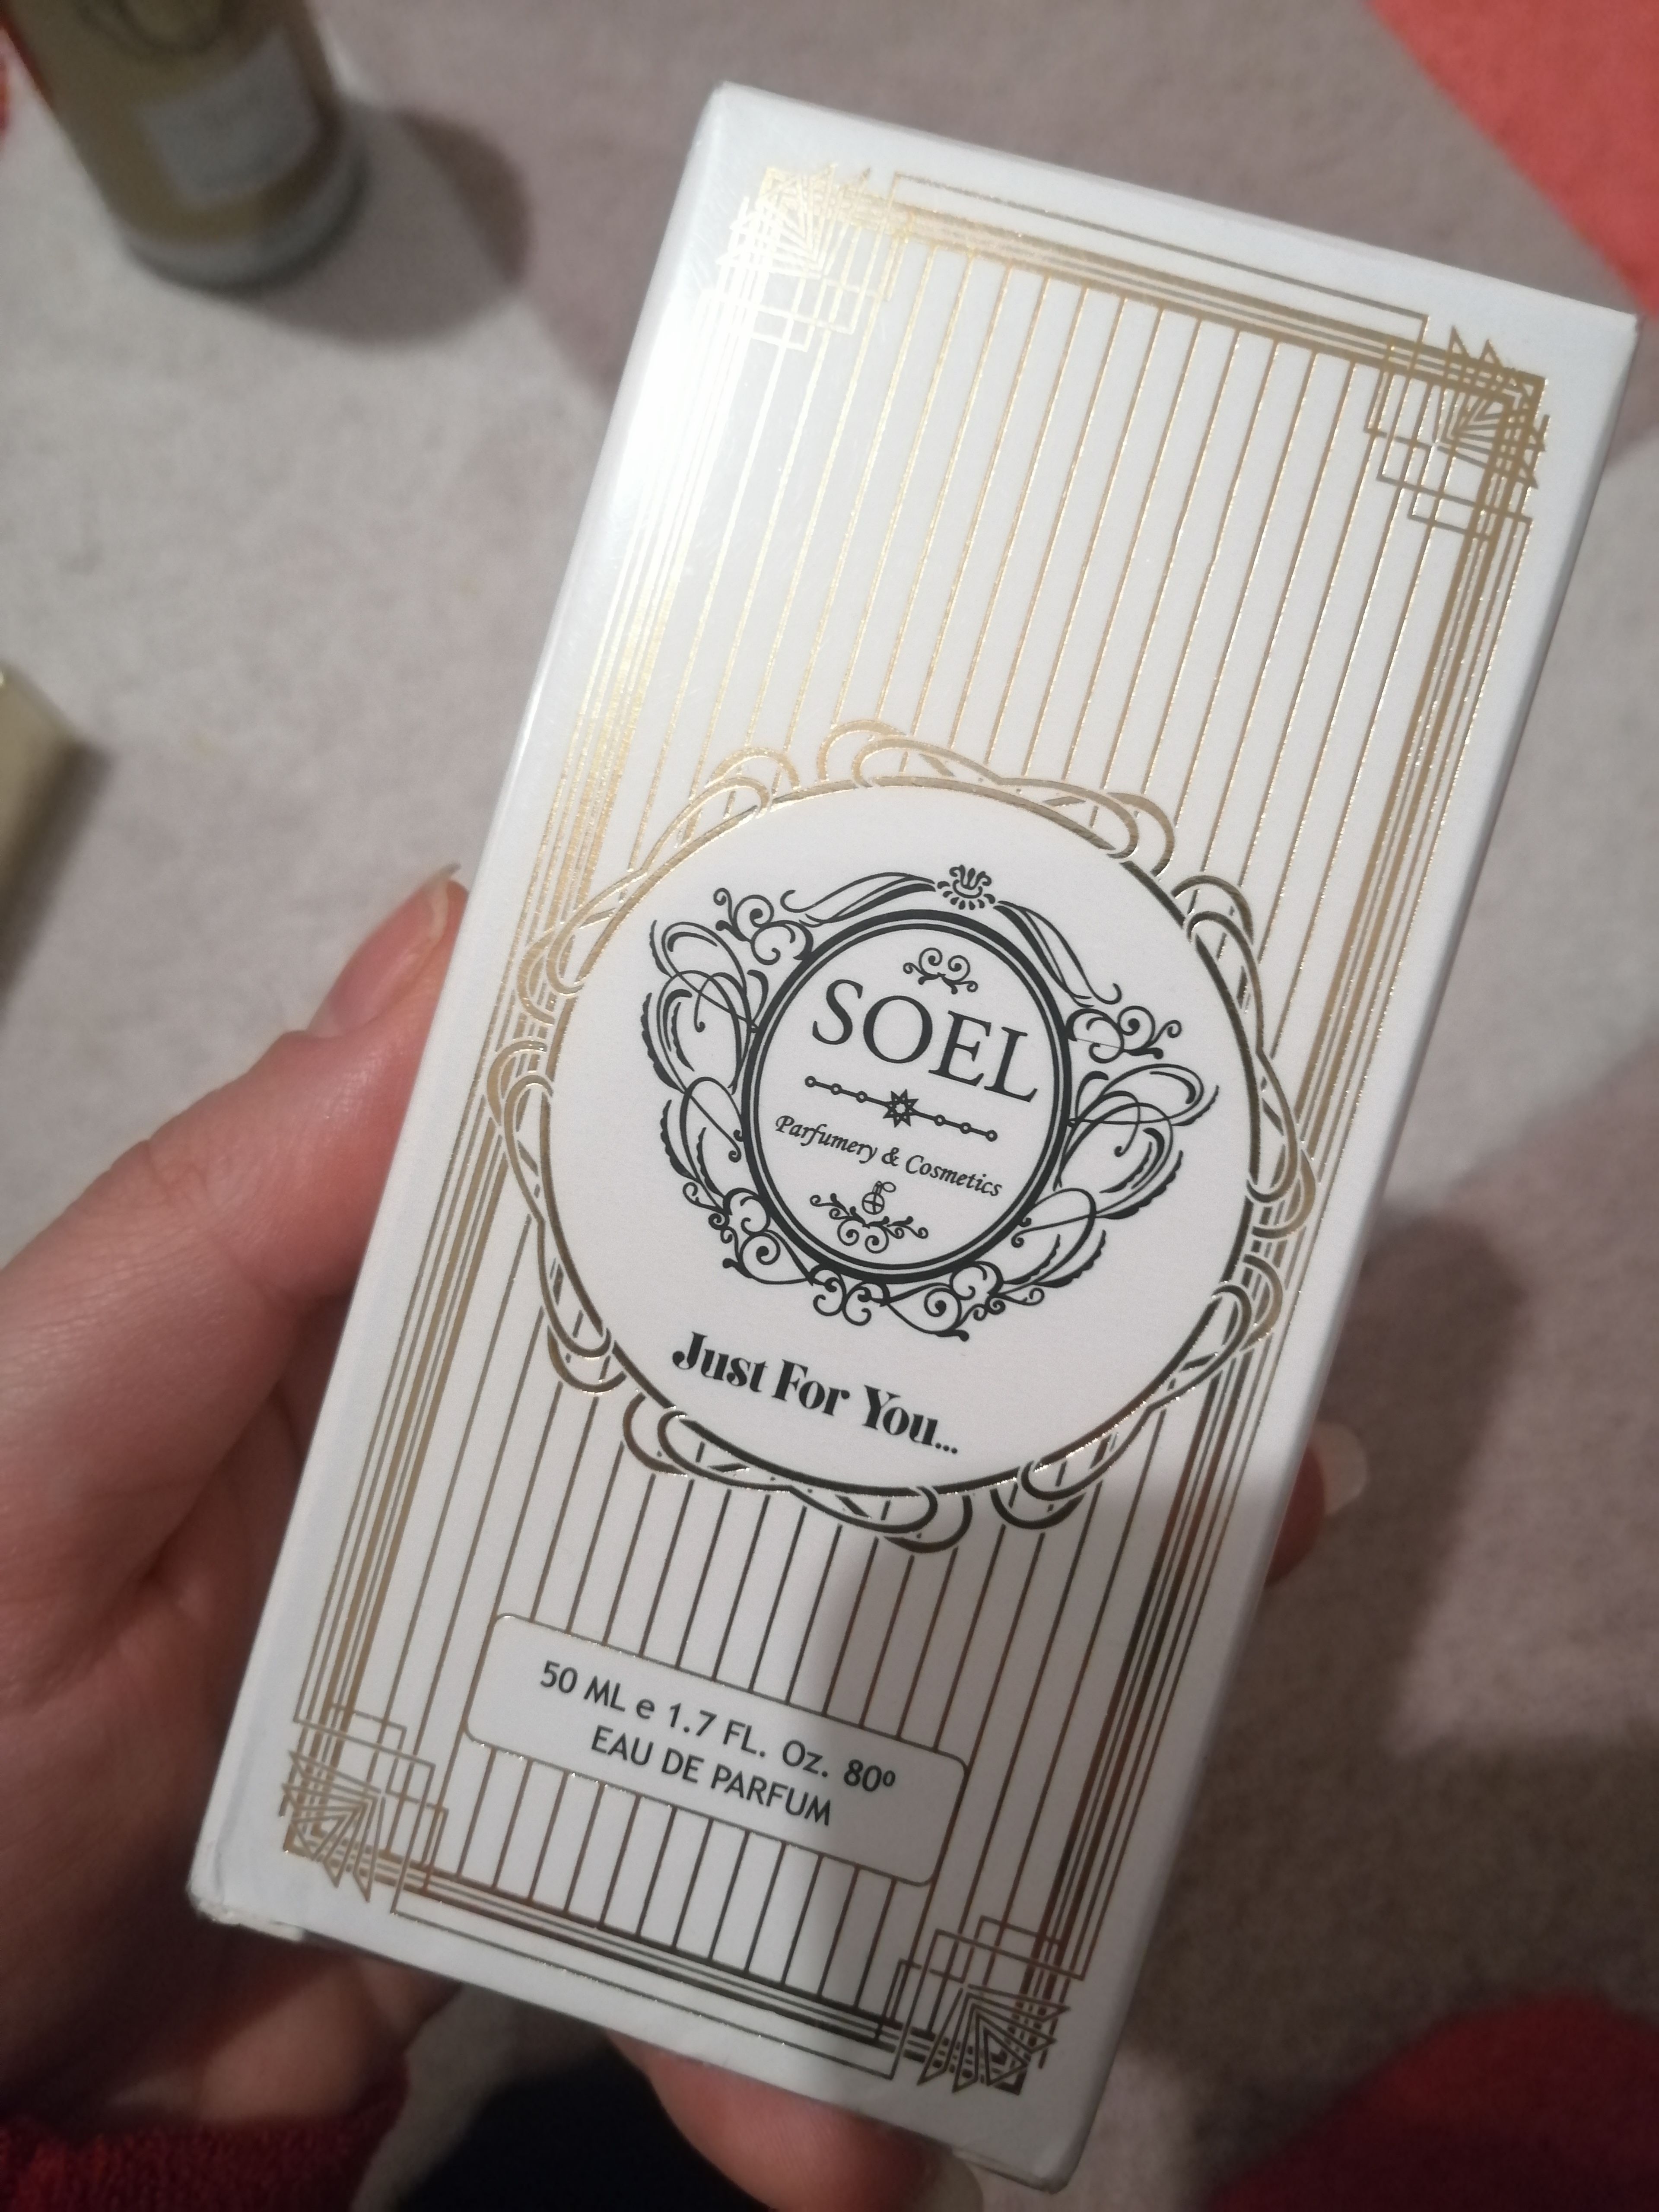 SOEL
Parfumery & Cosmetics
Just For You...
50 ML e 1.7 FL. Oz. 80º
EAU DE PARFUM